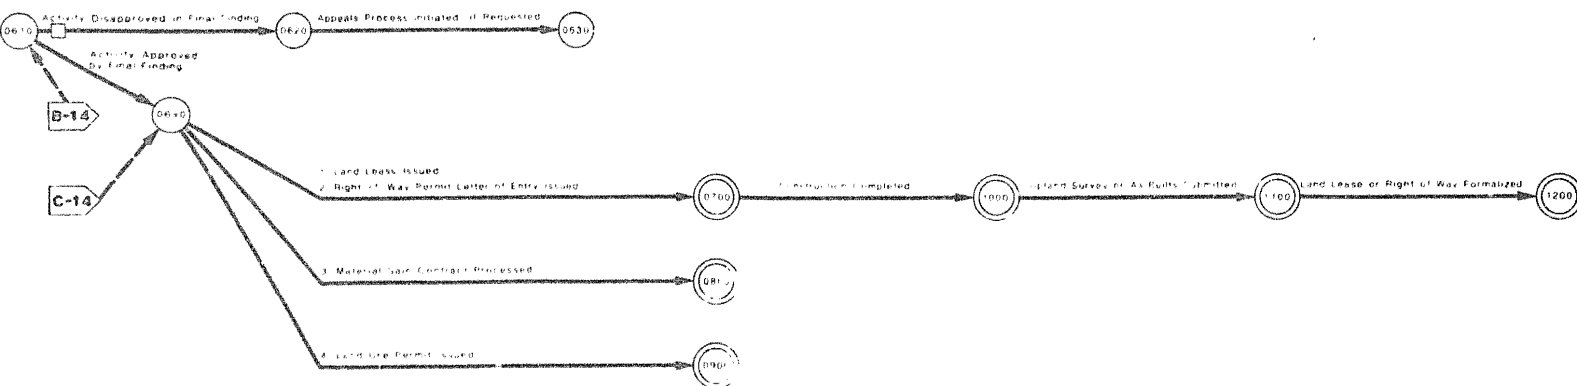 Activity Disapproved in Final Finding
Appeals Process Initiated, if Requested
0610
0620
0630
Activity Approved
by Final Finding
B-14
C-14
1. Land Lease Issued
2. Right of Way Permit Letter of Entry Issued
0700
Construction Completed
1000
Upland Survey or As Builts Submitted
1100
Land Lease or Right of Way Formalized
1200
3. Material Contract Processed
4. Land Use Permit Issued